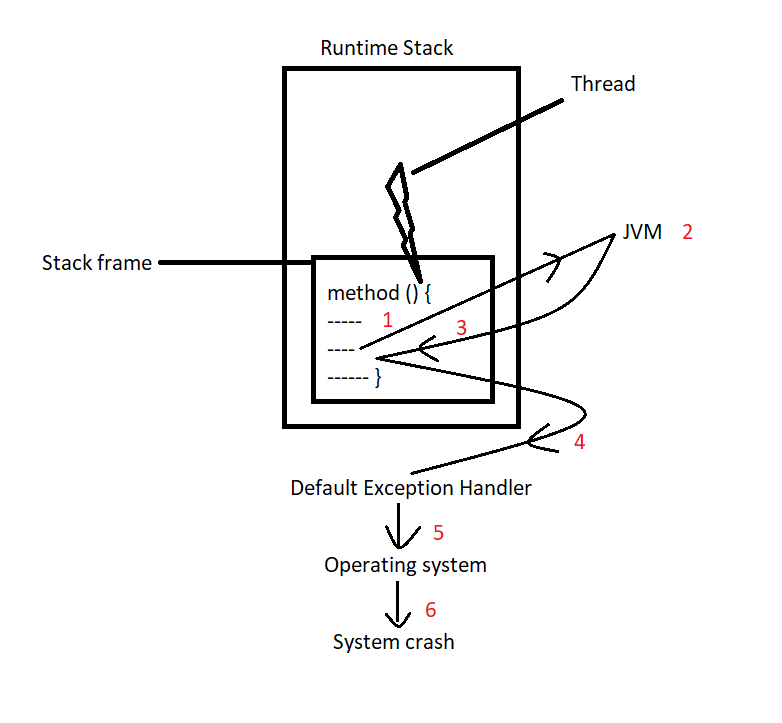 Runtime Stack
Thread
JVM 2
Stack frame
method () {
----- 1
3
----
------ }
4
Default Exception Handler
5
Operating system
6
System crash